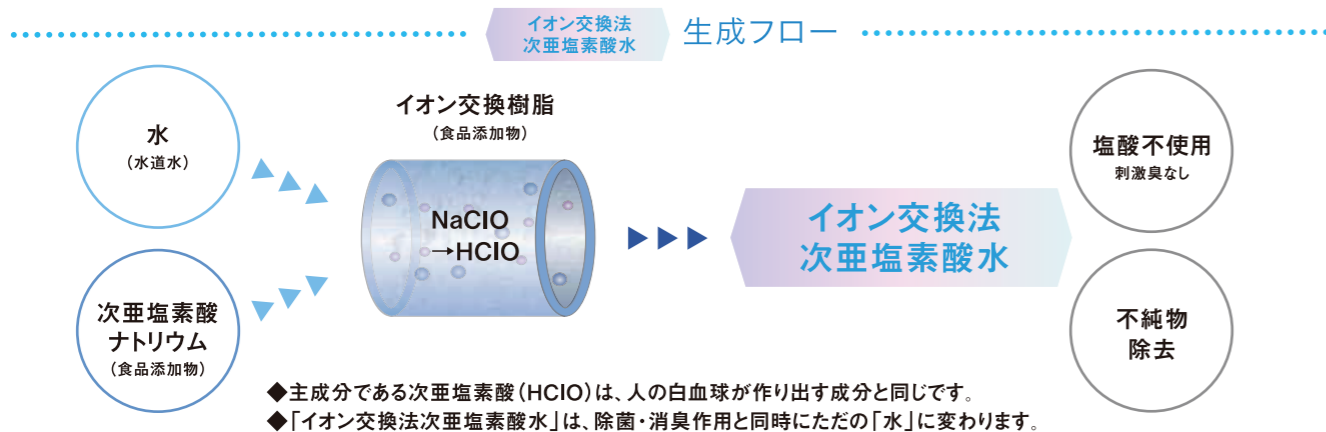 イオン交換法
次亜塩素酸水
生成フロー
水
(水道水)
次亜塩素酸
ナトリウム
(食品添加物)
イオン交換樹脂
(食品添加物)
NaClO
→HClO
イオン交換法
次亜塩素酸水
塩酸不使用
刺激臭なし
不純物
除去
◆主成分である次亜塩素酸(HClO)は、人の白血球が作り出す成分と同じです。
◆「イオン交換法次亜塩素酸水」は、除菌・消臭作用と同時にただの「水」に変わります。